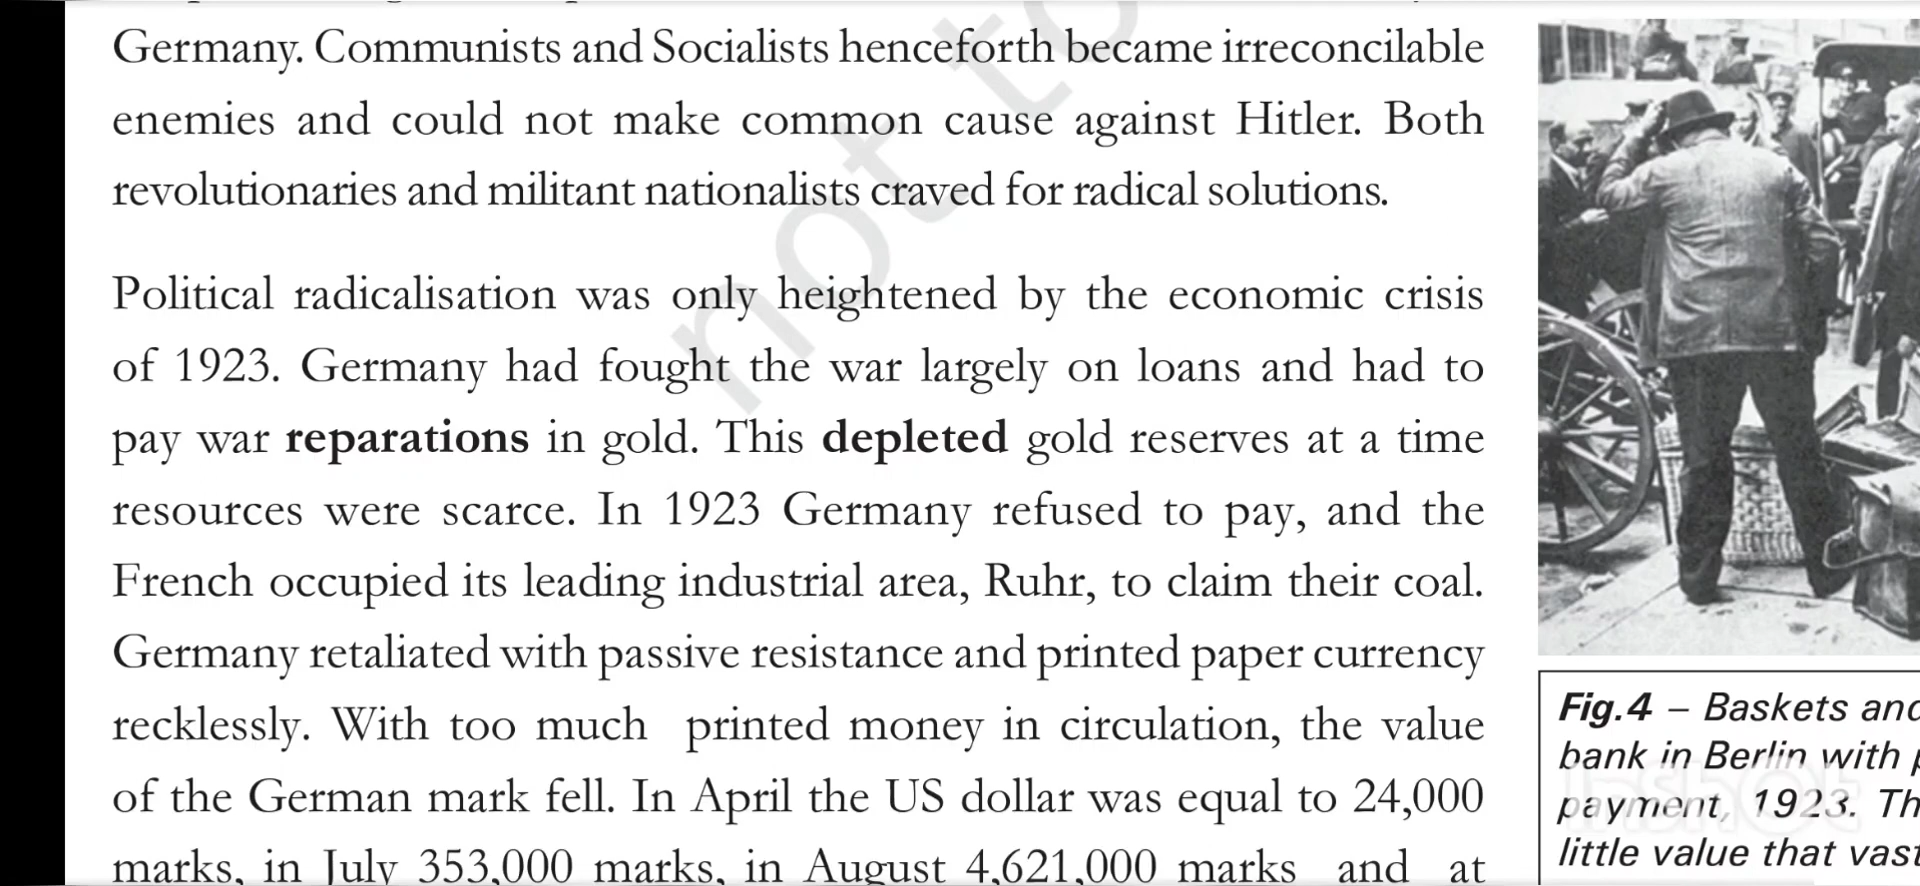 Germany. Communists and Socialists henceforth became irreconcilable
enemies and could not make common cause against Hitler. Both
revolutionaries and militant nationalists craved for radical solutions.
Political radicalisation was only heightened by the economic crisis
of 1923. Germany had fought the war largely on loans and had to
pay war reparations in gold. This depleted gold reserves at a time
resources were scarce. In 1923 Germany refused to pay, and the
French occupied its leading industrial area, Ruhr, to claim their coal.
Germany retaliated with passive resistance and printed paper currency
recklessly. With too much printed money in circulation, the value
of the German mark fell. In April the US dollar was equal to 24,000
marks, in July 353,000 marks, in August 4,621,000 marks and at
not to
Fig.4 – Baskets and
bank in Berlin with p
payment, 1923. Th
little value that vast
InShot